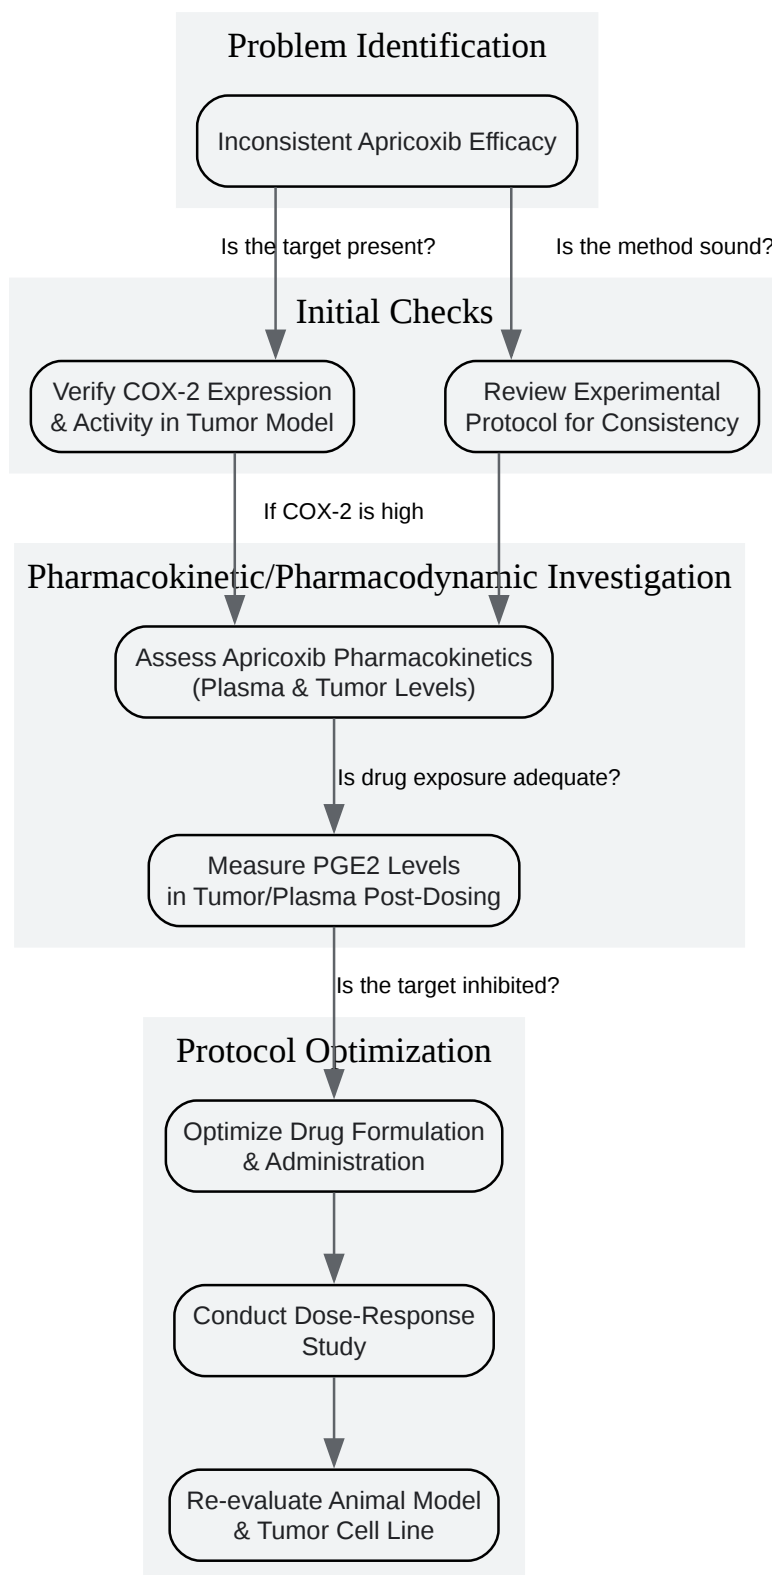 Problem Identification
Inconsistent Apricoxib Efficacy
Is the target present?
Is the method sound?
Initial Checks
Verify COX-2 Expression
& Activity in Tumor Model
Review Experimental
Protocol for Consistency
If COX-2 is high
Pharmacokinetic/Pharmacodynamic Investigation
Assess Apricoxib Pharmacokinetics
(Plasma & Tumor Levels)
Is drug exposure adequate?
Measure PGE2 Levels
in Tumor/Plasma Post-Dosing
Is the target inhibited?
Protocol Optimization
Optimize Drug Formulation
& Administration
Conduct Dose-Response
Study
Re-evaluate Animal Model
& Tumor Cell Line